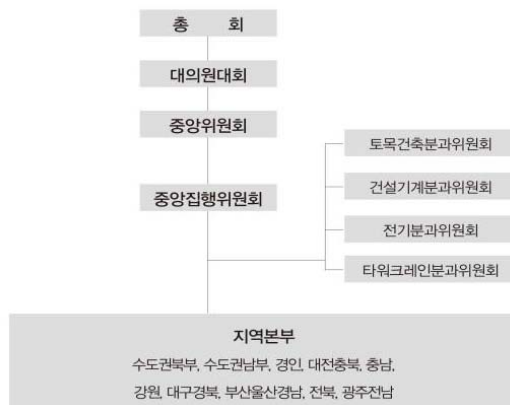 총 회
대의원대회
중앙위원회
중앙집행위원회
토목건축분과위원회
건설기계분과위원회
전기분과위원회
타워크레인분과위원회
지역본부
수도권북부, 수도권남부, 경인, 대전충북, 충남,
강원, 대구경북, 부산울산경남, 전북, 광주전남